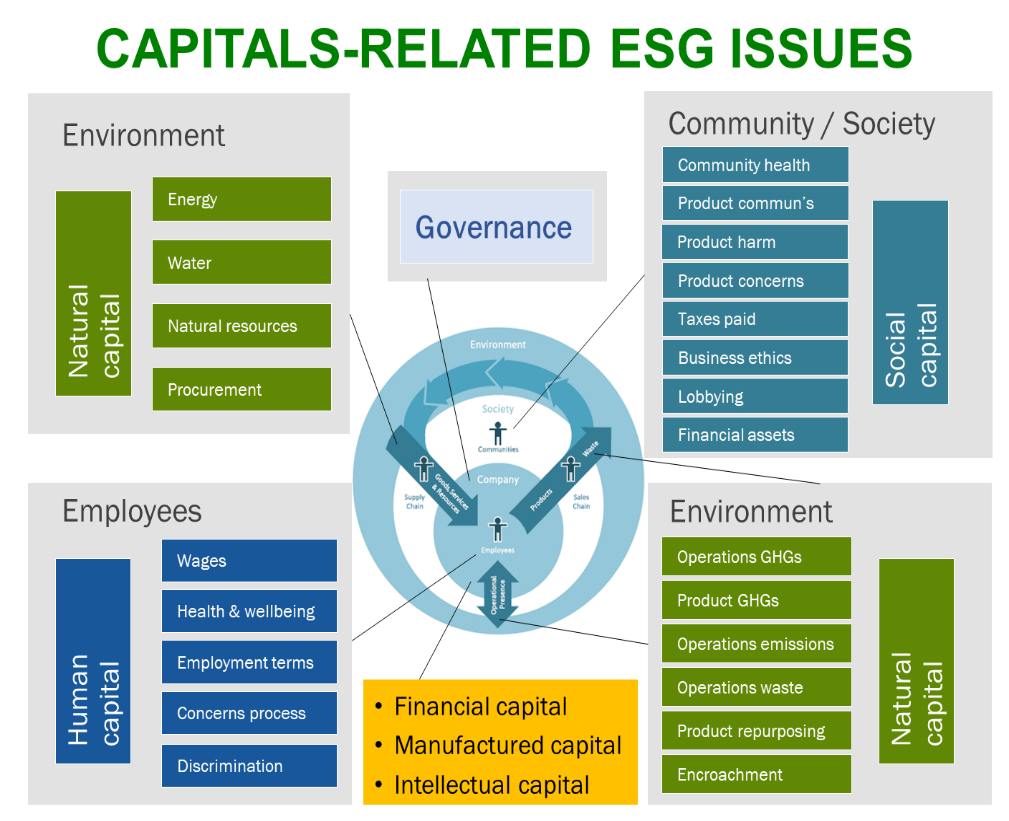 CAPITALS-RELATED ESG ISSUES
Environment
Natural
capital
Energy
Water
Natural resources
Procurement
Governance
Community / Society
Community health
Product commun's
Product harm
Product concerns
Taxes paid
Business ethics
Lobbying
Financial assets
Social
capital
Environment
Society
Communities
Company
Supply
Chain
Goods, Services
& Resources
Products
Waste
Sales
Chain
Employees
Operational
Presence
Employees
Human
capital
Wages
Health & wellbeing
Employment terms
Concerns process
Discrimination
• Financial capital
• Manufactured capital
• Intellectual capital
Environment
Operations GHGs
Product GHGs
Operations emissions
Operations waste
Product repurposing
Encroachment
Natural
capital